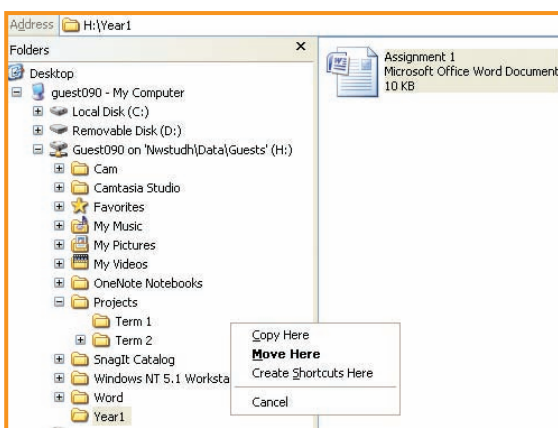 Address H:\Year1
Folders
Desktop
guest090 - My Computer
Local Disk (C:)
Removable Disk (D:)
Guest090 on 'Nwstudh\Data\Guests' (H:)
Cam
Camtasia Studio
Favorites
My Music
My Pictures
My Videos
OneNote Notebooks
Projects
Term 1
Term 2
SnagIt Catalog
Windows NT 5.1 Worksta
Word
Year1
Assignment 1
Microsoft Office Word Document
10 KB
Copy Here
Move Here
Create Shortcuts Here
Cancel